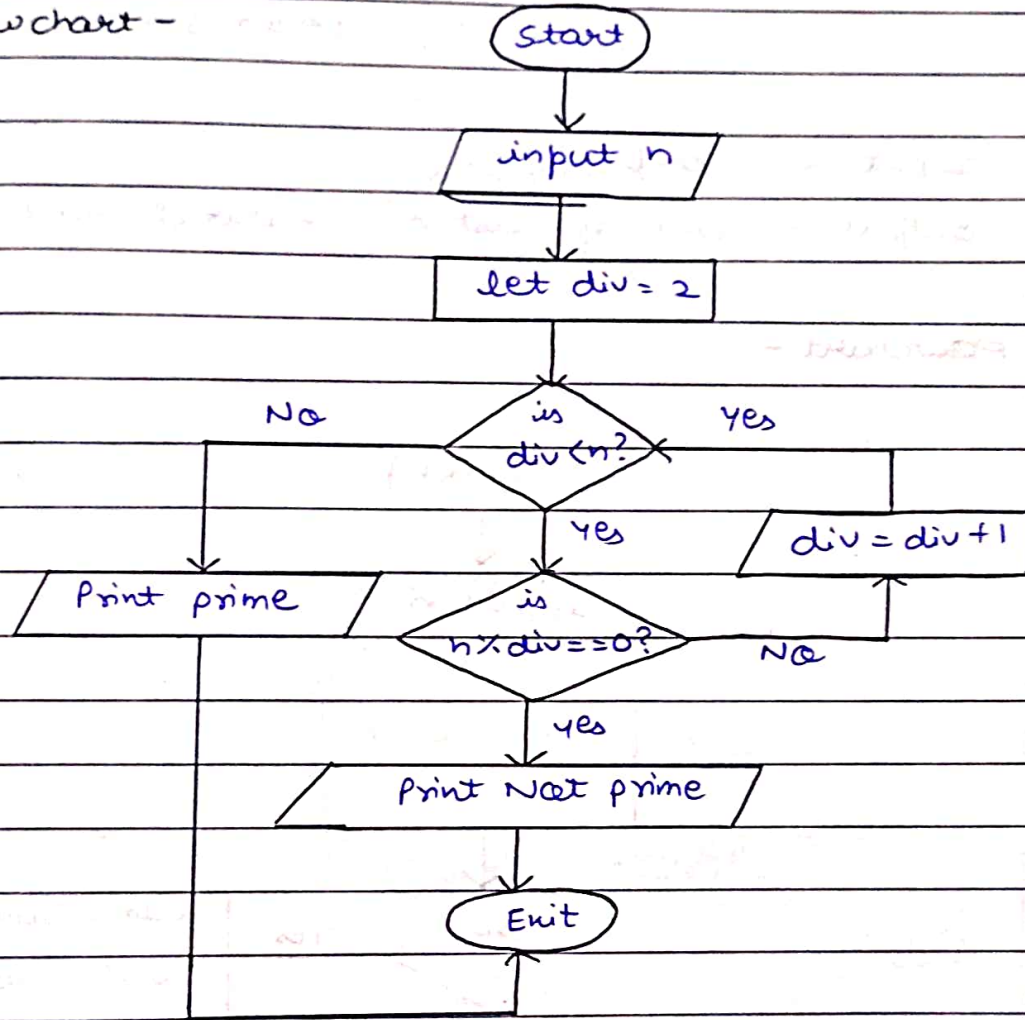 wchart -
Start
input n
let div = 2
No
is
div < n?
yes
yes
div = div + 1
Print prime
is
n % div == 0?
No
yes
Print Not prime
Exit